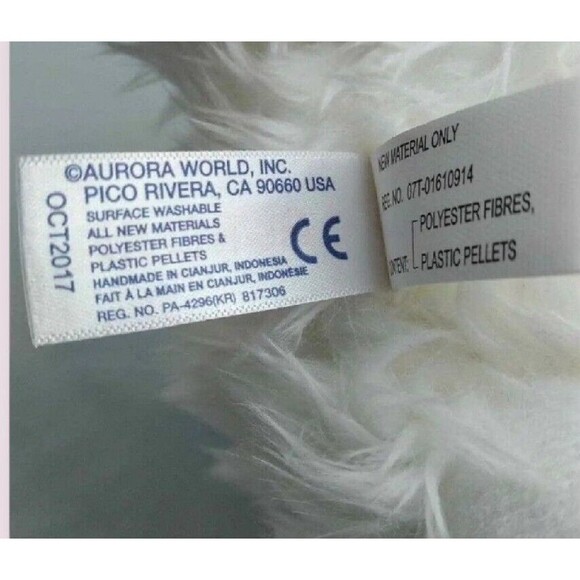 ©AURORA WORLD, INC.
PICO RIVERA, CA 90660 USA
SURFACE WASHABLE
ALL NEW MATERIALS
POLYESTER FIBRES &
PLASTIC PELLETS
HANDMADE IN CIANJUR, INDONESIA
FAIT À LA MAIN EN CIANJUR, INDONÉSIE
REG. NO. PA-4296(KR) 817306
OCT2017
CE
NEW MATERIAL ONLY
REG. NO. 07T-01610914
POLYESTER FIBRES,
PLASTIC PELLETS